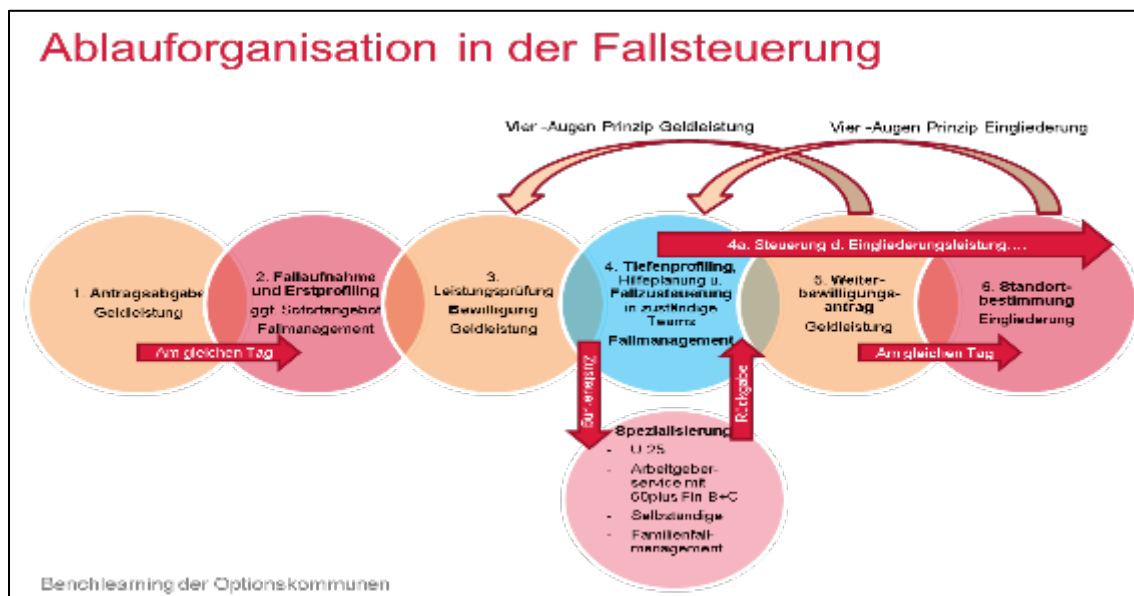 Ablauforganisation in der Fallsteuerung
Vier -Augen Prinzip Geldleistung
Vier -Augen Prinzip Eingliederung
4a. Steuerung d. Eingliederungsleistung....
1. Antragsabgabe
Geldleistung
Am gleichen Tag
2. Fallaufnahme
und Erstprofiling
ggf. Sofortangebot
Fallmanagement
3.
Leistungsprüfung
Bewilligung
Geldleistung
4. Tiefenprofiling,
Hilfeplanung u.
Fallzusteuerung
in zuständige
Teams
Fallmanagement
5. Weiter-
bewilligungs-
antrag
Geldleistung
Am gleichen Tag
6. Standort-
bestimmung
Eingliederung
Zusteuerung
Rückgabe
Spezialisierung
- U 25
- Arbeitgeber-
service mit
60plus Fin B+C
- Selbständige
- Familienfall-
management
Benchlearning der Optionskommunen